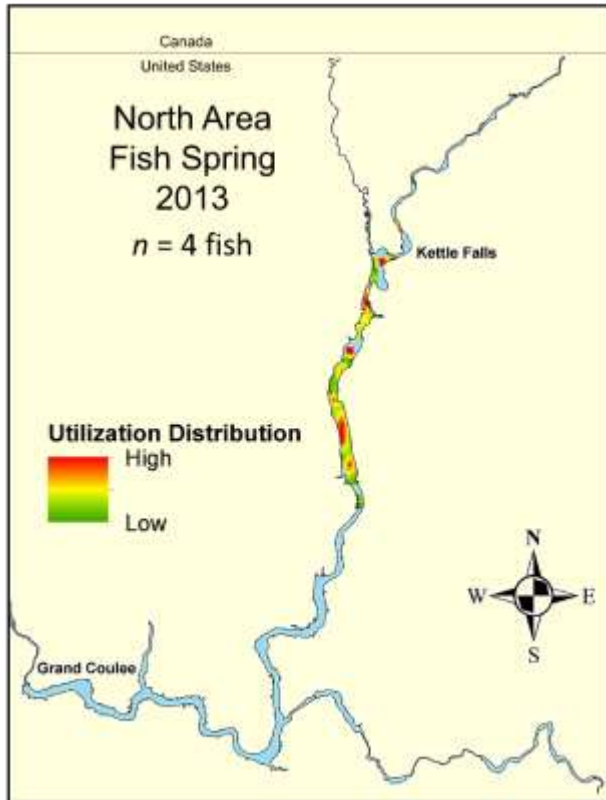 Canada
United States
North Area
Fish Spring
2013
n = 4 fish
Kettle Falls
Utilization Distribution
High
Low
N
W
E
S
Grand Coulee